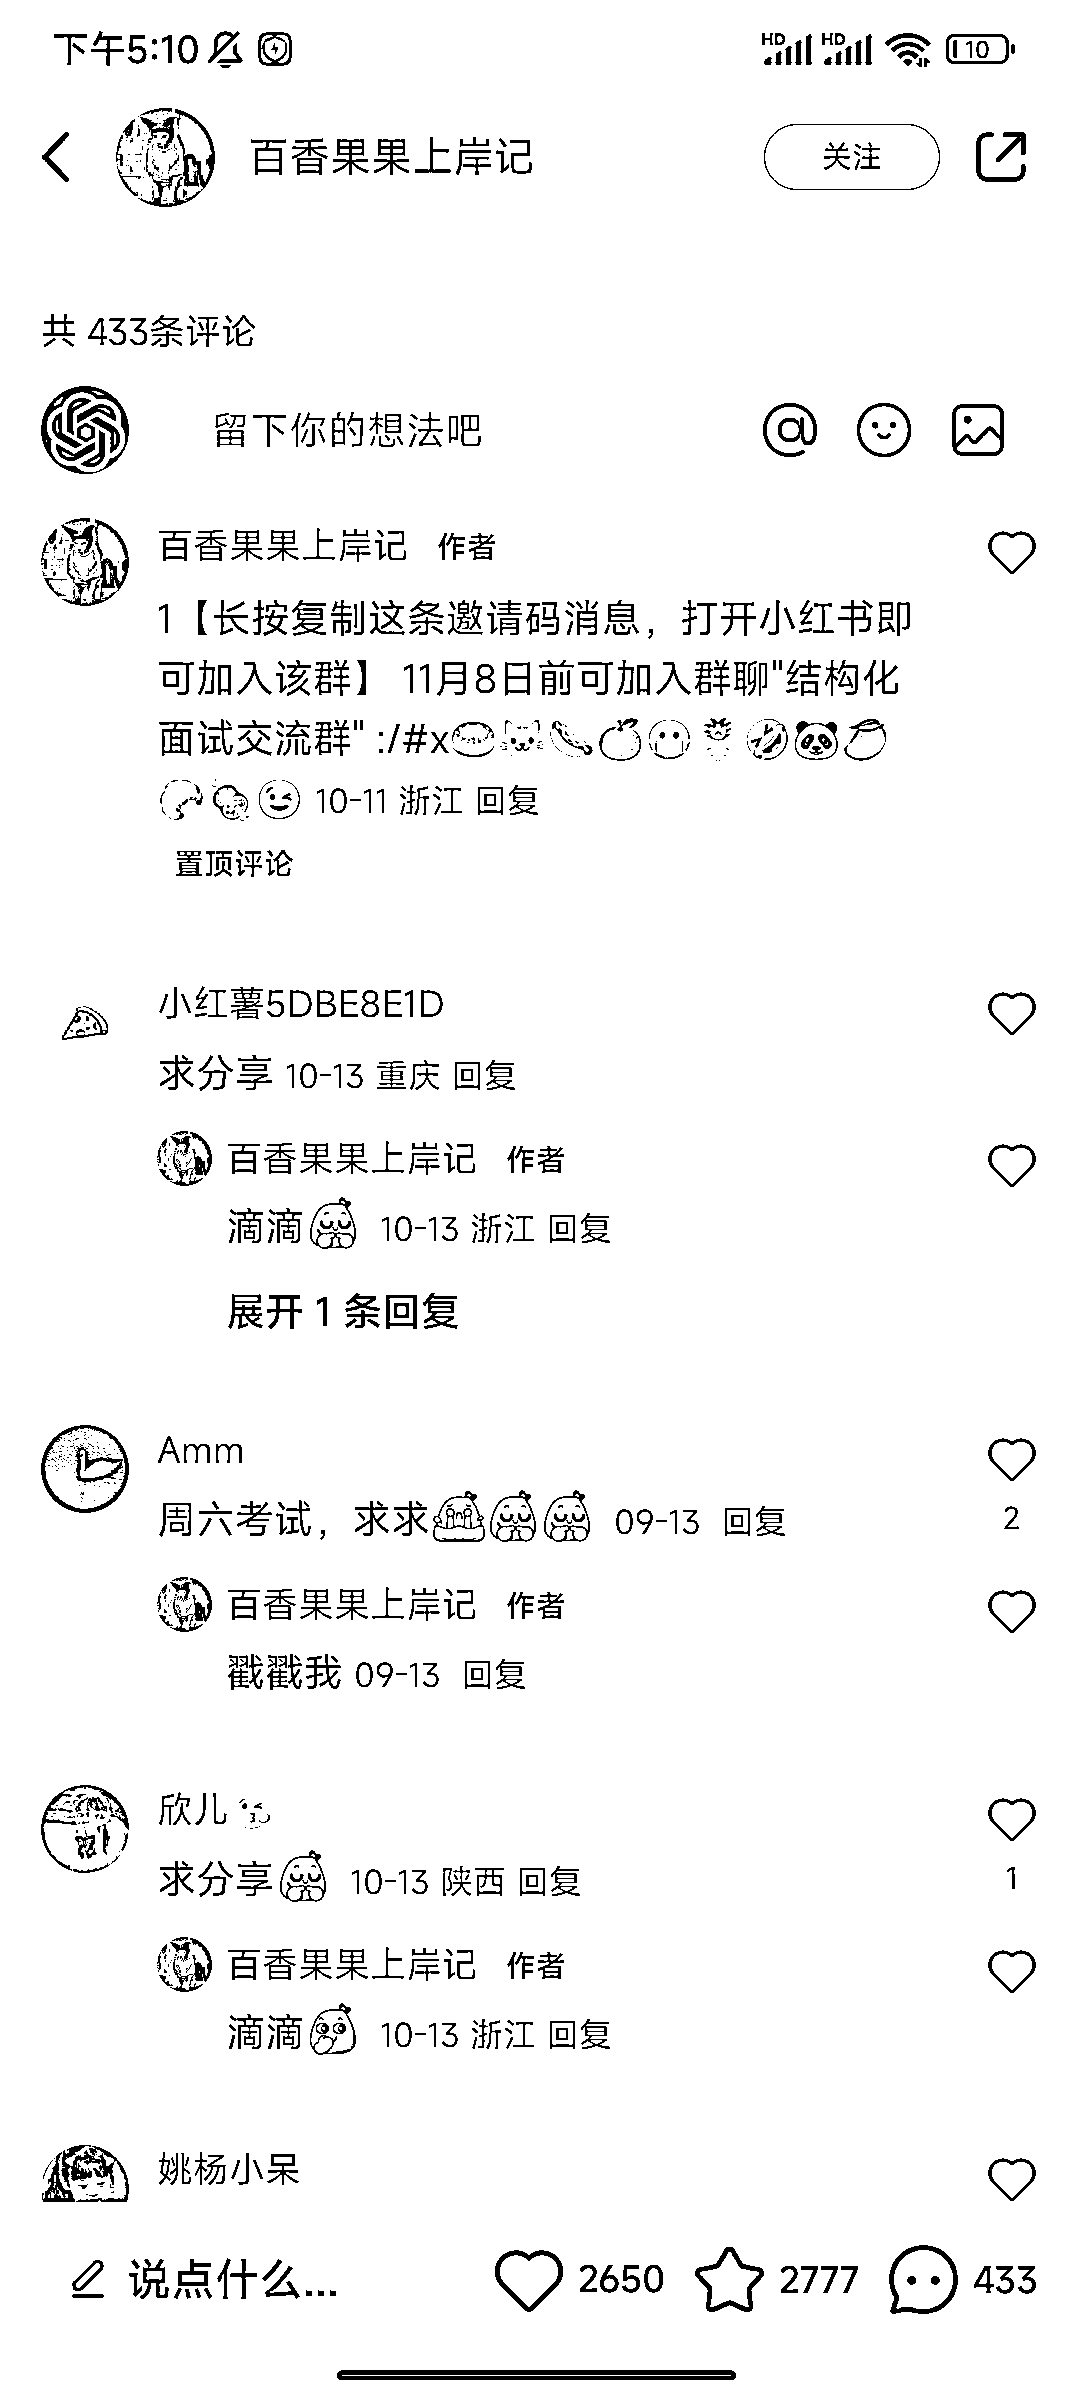 下午5:10 HD HD 10
百香果果上岸记 关注
共 433条评论
留下你的想法吧
百香果果上岸记 作者
1【长按复制这条邀请码消息，打开小红书即
可加入该群】 11月8日前可加入群聊"结构化
面试交流群" :/#x
10-11 浙江 回复
置顶评论
小红薯5DBE8E1D
求分享 10-13 重庆 回复
百香果果上岸记 作者
滴滴 10-13 浙江 回复
展开 1 条回复
Amm
周六考试，求求 09-13 回复
2
百香果果上岸记 作者
戳戳我 09-13 回复
欣儿
求分享 10-13 陕西 回复
1
百香果果上岸记 作者
滴滴 10-13 浙江 回复
姚杨小呆
说点什么... 2650 2777 433